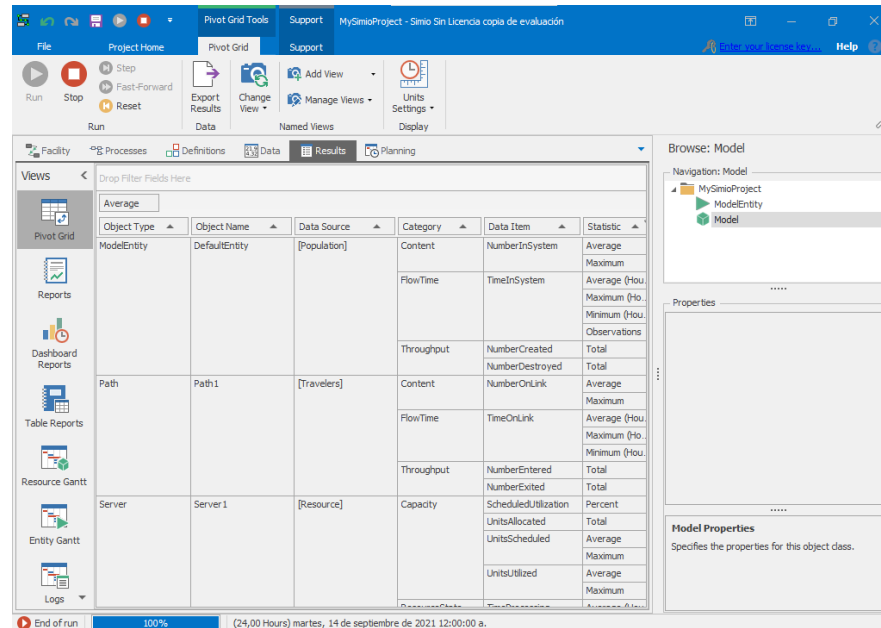 Pivot Grid Tools Support MySimioProject - Simio Sin Licencia copia de evaluación
File Project Home Pivot Grid Support Enter your license key... Help
Run Stop Step Fast-Forward Reset
Run
Export Results
Data
Change View
Add View
Manage Views
Named Views
Units Settings
Display
Facility Processes Definitions Data Results Planning
Views
Pivot Grid
Reports
Dashboard Reports
Table Reports
Resource Gantt
Entity Gantt
Logs
Drop Filter Fields Here
Average
Object Type Object Name Data Source Category Data Item Statistic
ModelEntity DefaultEntity [Population] Content NumberInSystem Average
Maximum
FlowTime TimeInSystem Average (Hou.
Maximum (Ho..
Minimum (Hou.
Observations
Throughput NumberCreated Total
NumberDestroyed Total
Path Path1 [Travelers] Content NumberOnLink Average
Maximum
FlowTime TimeOnLink Average (Hou.
Maximum (Ho..
Minimum (Hou.
Throughput NumberEntered Total
NumberExited Total
Server Server1 [Resource] Capacity ScheduledUtilization Percent
UnitsAllocated Total
UnitsScheduled Average
Maximum
UnitsUtilized Average
Maximum
Browse: Model
Navigation: Model
MySimioProject
ModelEntity
Model
Properties
Model Properties
Specifies the properties for this object class.
End of run 100% (24,00 Hours) martes, 14 de septiembre de 2021 12:00:00 a.